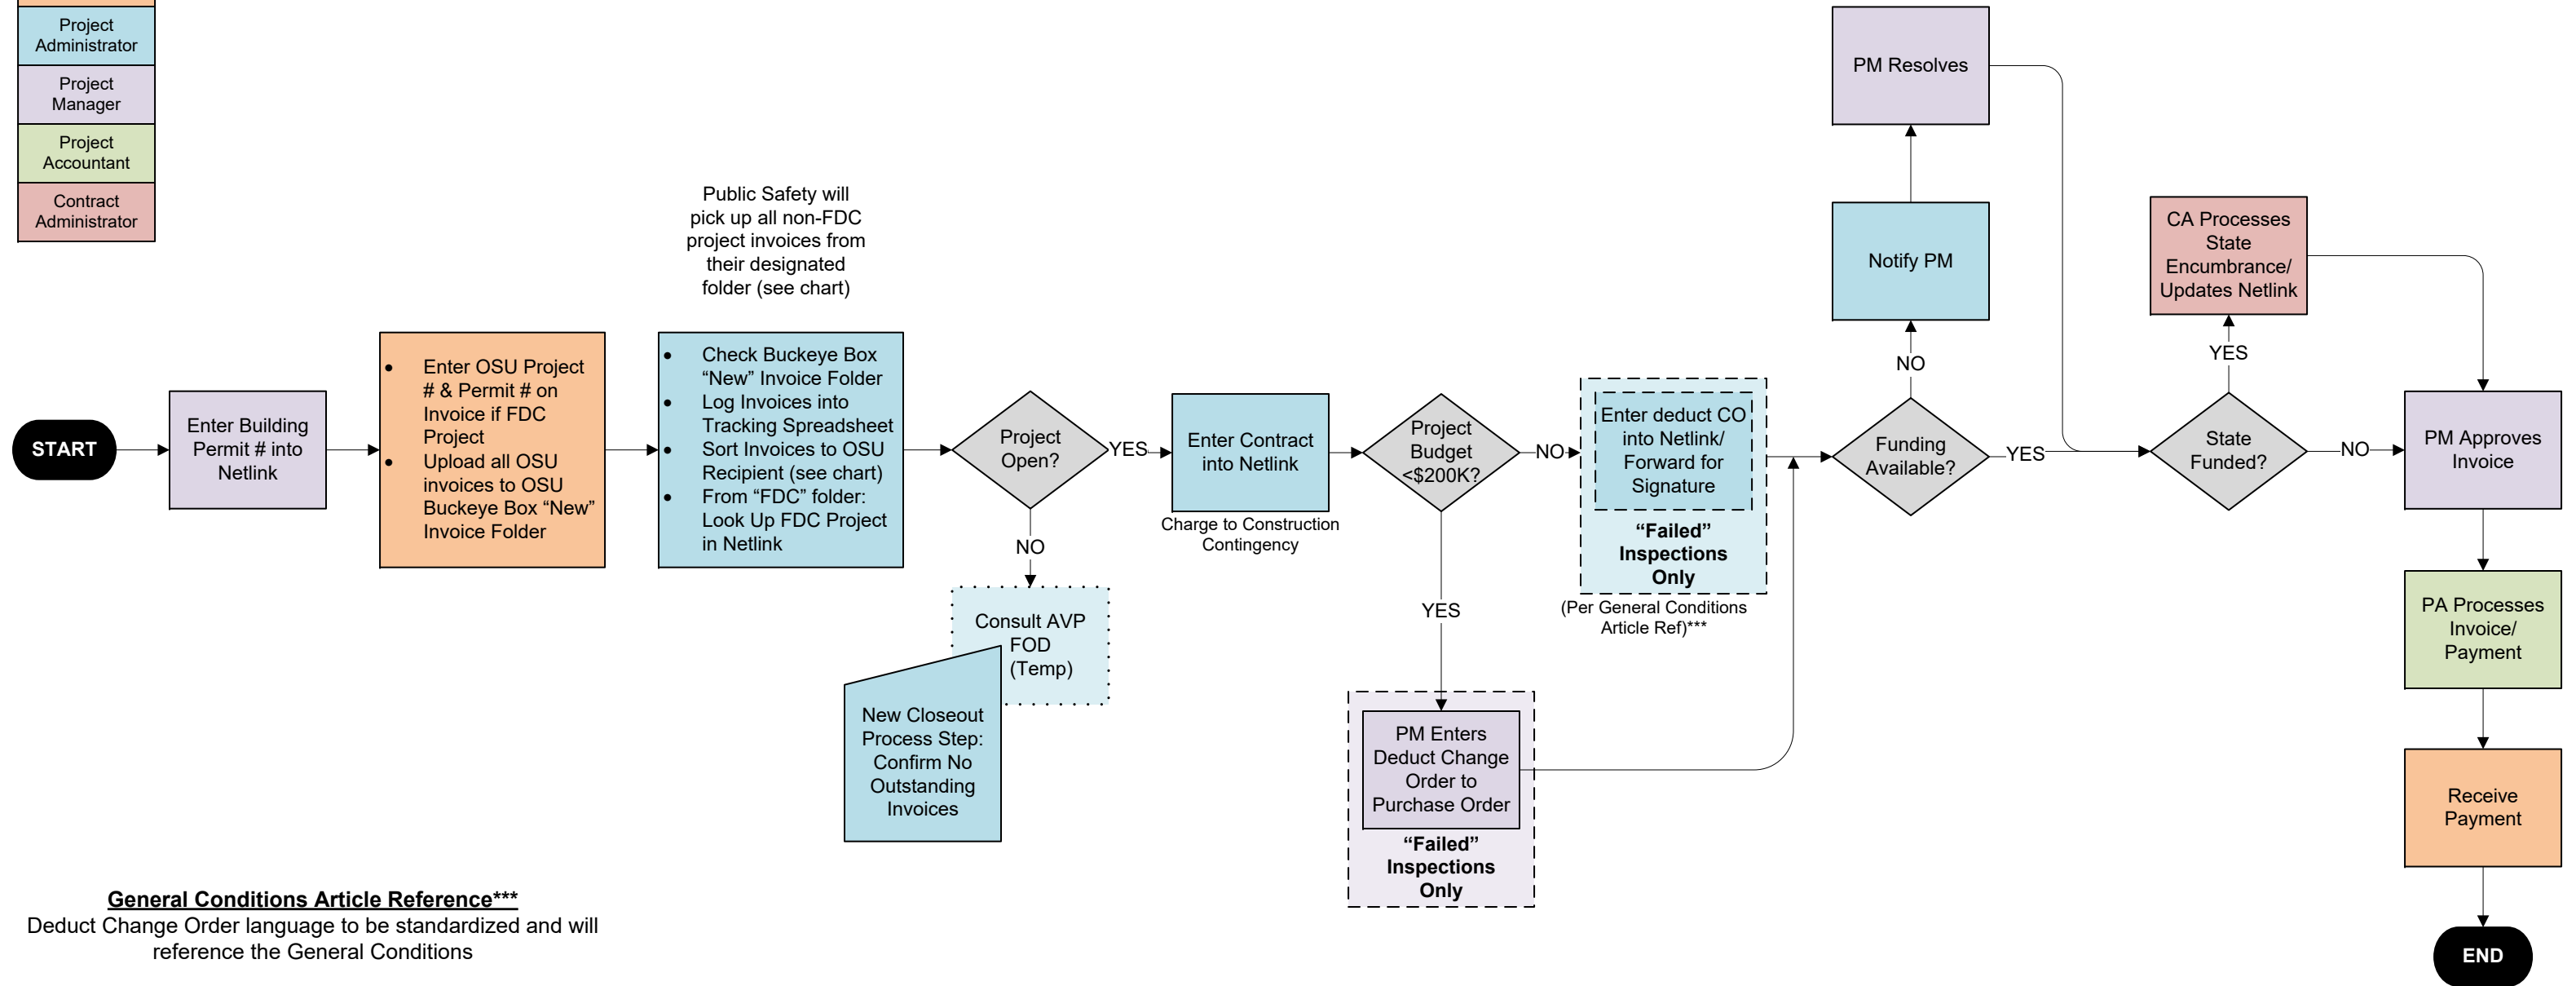 Project
Administrator
Project
Manager
Project
Accountant
Contract
Administrator
Public Safety will
pick up all non-FDC
project invoices from
their designated
folder (see chart)
START
Enter Building
Permit # into
Netlink
• Enter OSU Project
# & Permit # on
Invoice if FDC
Project
• Upload all OSU
invoices to OSU
Buckeye Box “New”
Invoice Folder
• Check Buckeye Box
“New” Invoice Folder
• Log Invoices into
Tracking Spreadsheet
• Sort Invoices to OSU
Recipient (see chart)
• From “FDC” folder:
Look Up FDC Project
in Netlink
Project
Open?
YES
NO
Consult AVP
FOD
(Temp)
New Closeout
Process Step:
Confirm No
Outstanding
Invoices
Enter Contract
into Netlink
Charge to Construction
Contingency
Project
Budget
<$200K?
NO
YES
Enter deduct CO
into Netlink/
Forward for
Signature
“Failed”
Inspections
Only
(Per General Conditions
Article Ref)***
PM Enters
Deduct Change
Order to
Purchase Order
“Failed”
Inspections
Only
Funding
Available?
NO
YES
Notify PM
PM Resolves
State
Funded?
YES
NO
CA Processes
State
Encumbrance/
Updates Netlink
PM Approves
Invoice
PA Processes
Invoice/
Payment
Receive
Payment
END
General Conditions Article Reference***
Deduct Change Order language to be standardized and will
reference the General Conditions